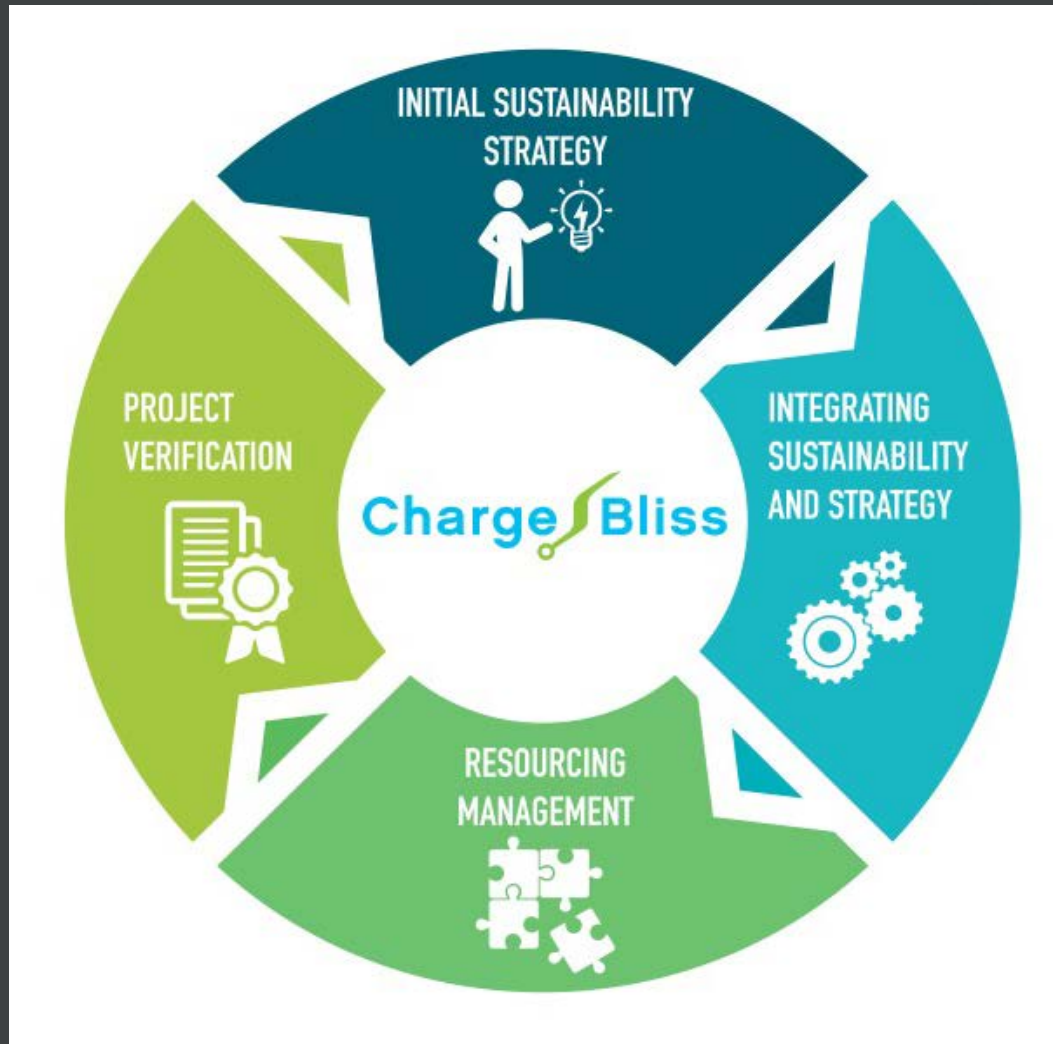 INITIAL SUSTAINABILITY
STRATEGY
INTEGRATING
SUSTAINABILITY
AND STRATEGY
RESOURCING
MANAGEMENT
PROJECT
VERIFICATION
Charge Bliss